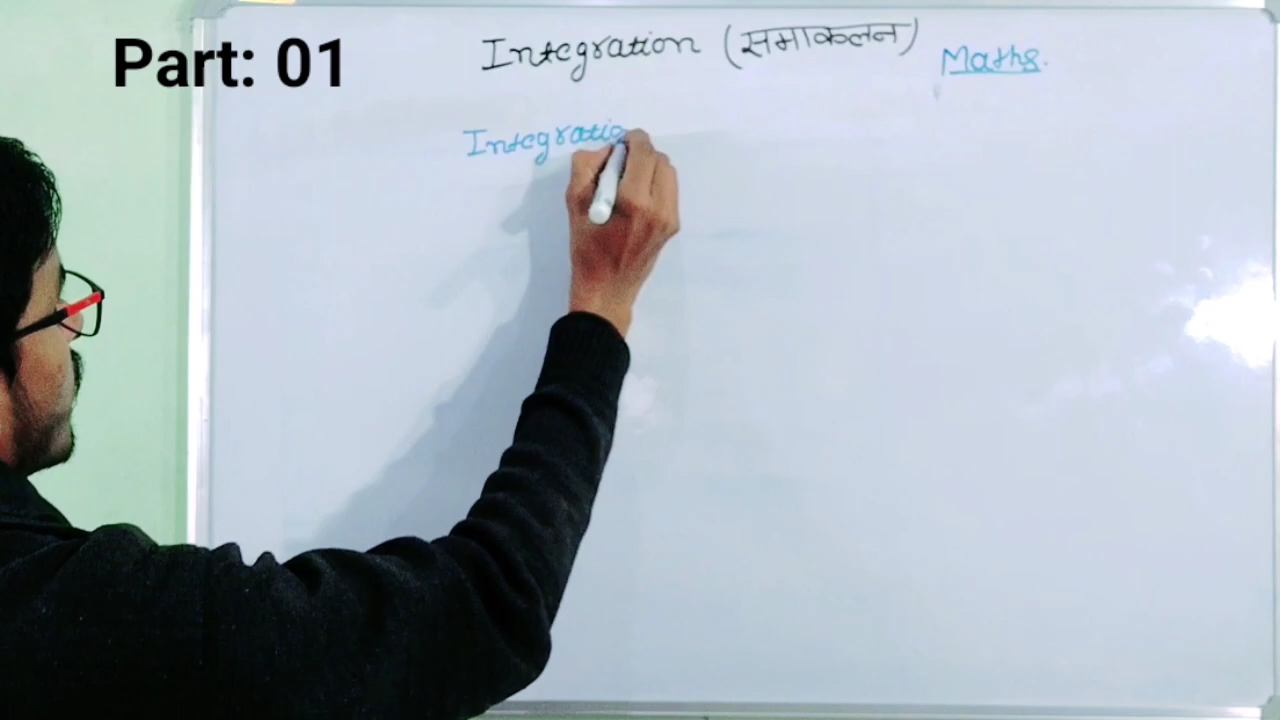 Part: 01
Integration (समाकलन) Maths.
Integratio